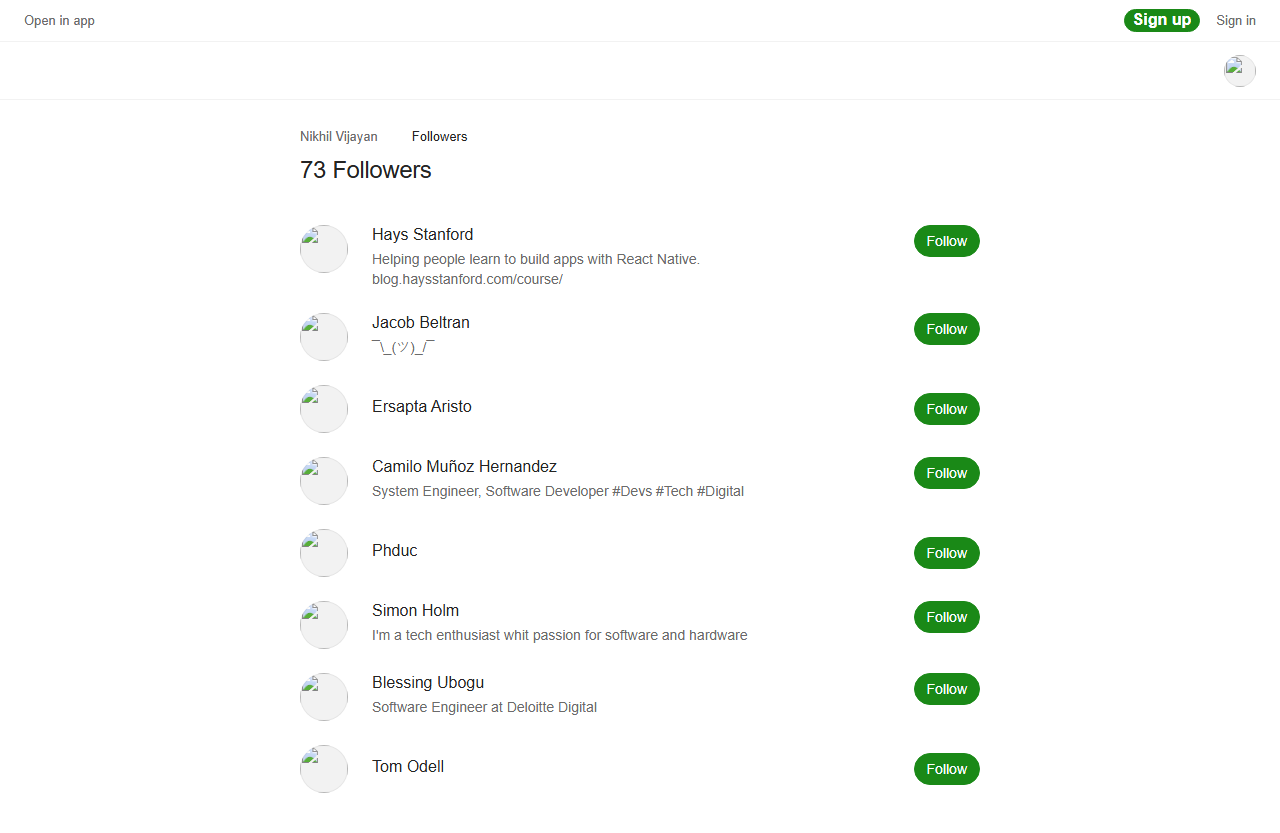 Open in app
Sign up
Sign in
Nikhil Vijayan
Followers
73 Followers
Hays Stanford
Follow
Helping people learn to build apps with React Native.
blog.haysstanford.com/course/
Jacob Beltran
Follow
¯\_(ツ)_/¯
Ersapta Aristo
Follow
Camilo Muñoz Hernandez
Follow
System Engineer, Software Developer #Devs #Tech #Digital
Phduc
Follow
Simon Holm
Follow
I'm a tech enthusiast whit passion for software and hardware
Blessing Ubogu
Follow
Software Engineer at Deloitte Digital
Tom Odell
Follow